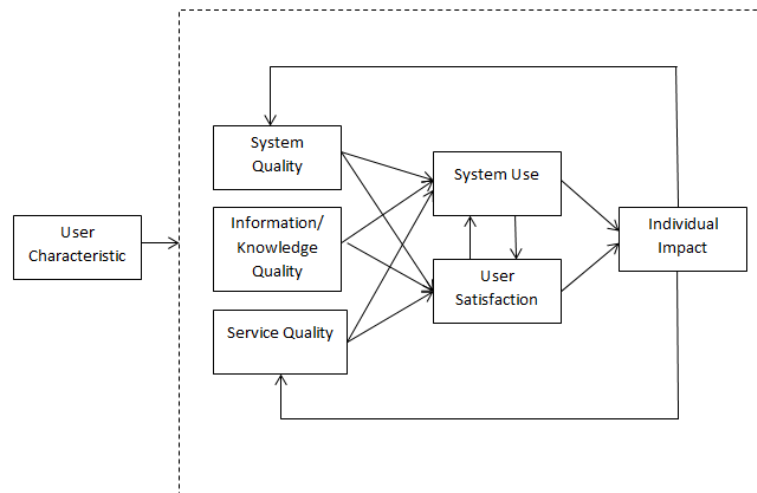 System
Quality
System Use
Information/
Knowledge
Quality
User
Characteristic
Individual
Impact
User
Satisfaction
Service Quality